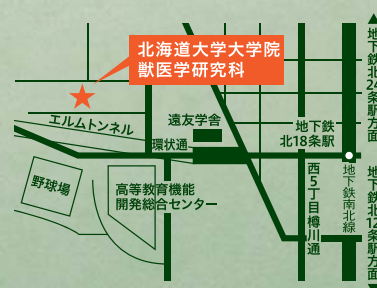 北海道大学大学院
獣医学研究科
▲地下鉄北24条駅方面
エルムトンネル
遠友学舎
環状通
地下鉄
北18条駅
野球場
高等教育機能
開発総合センター
西5丁目樽川通
地下鉄南北線
地下鉄北12条駅方面▼